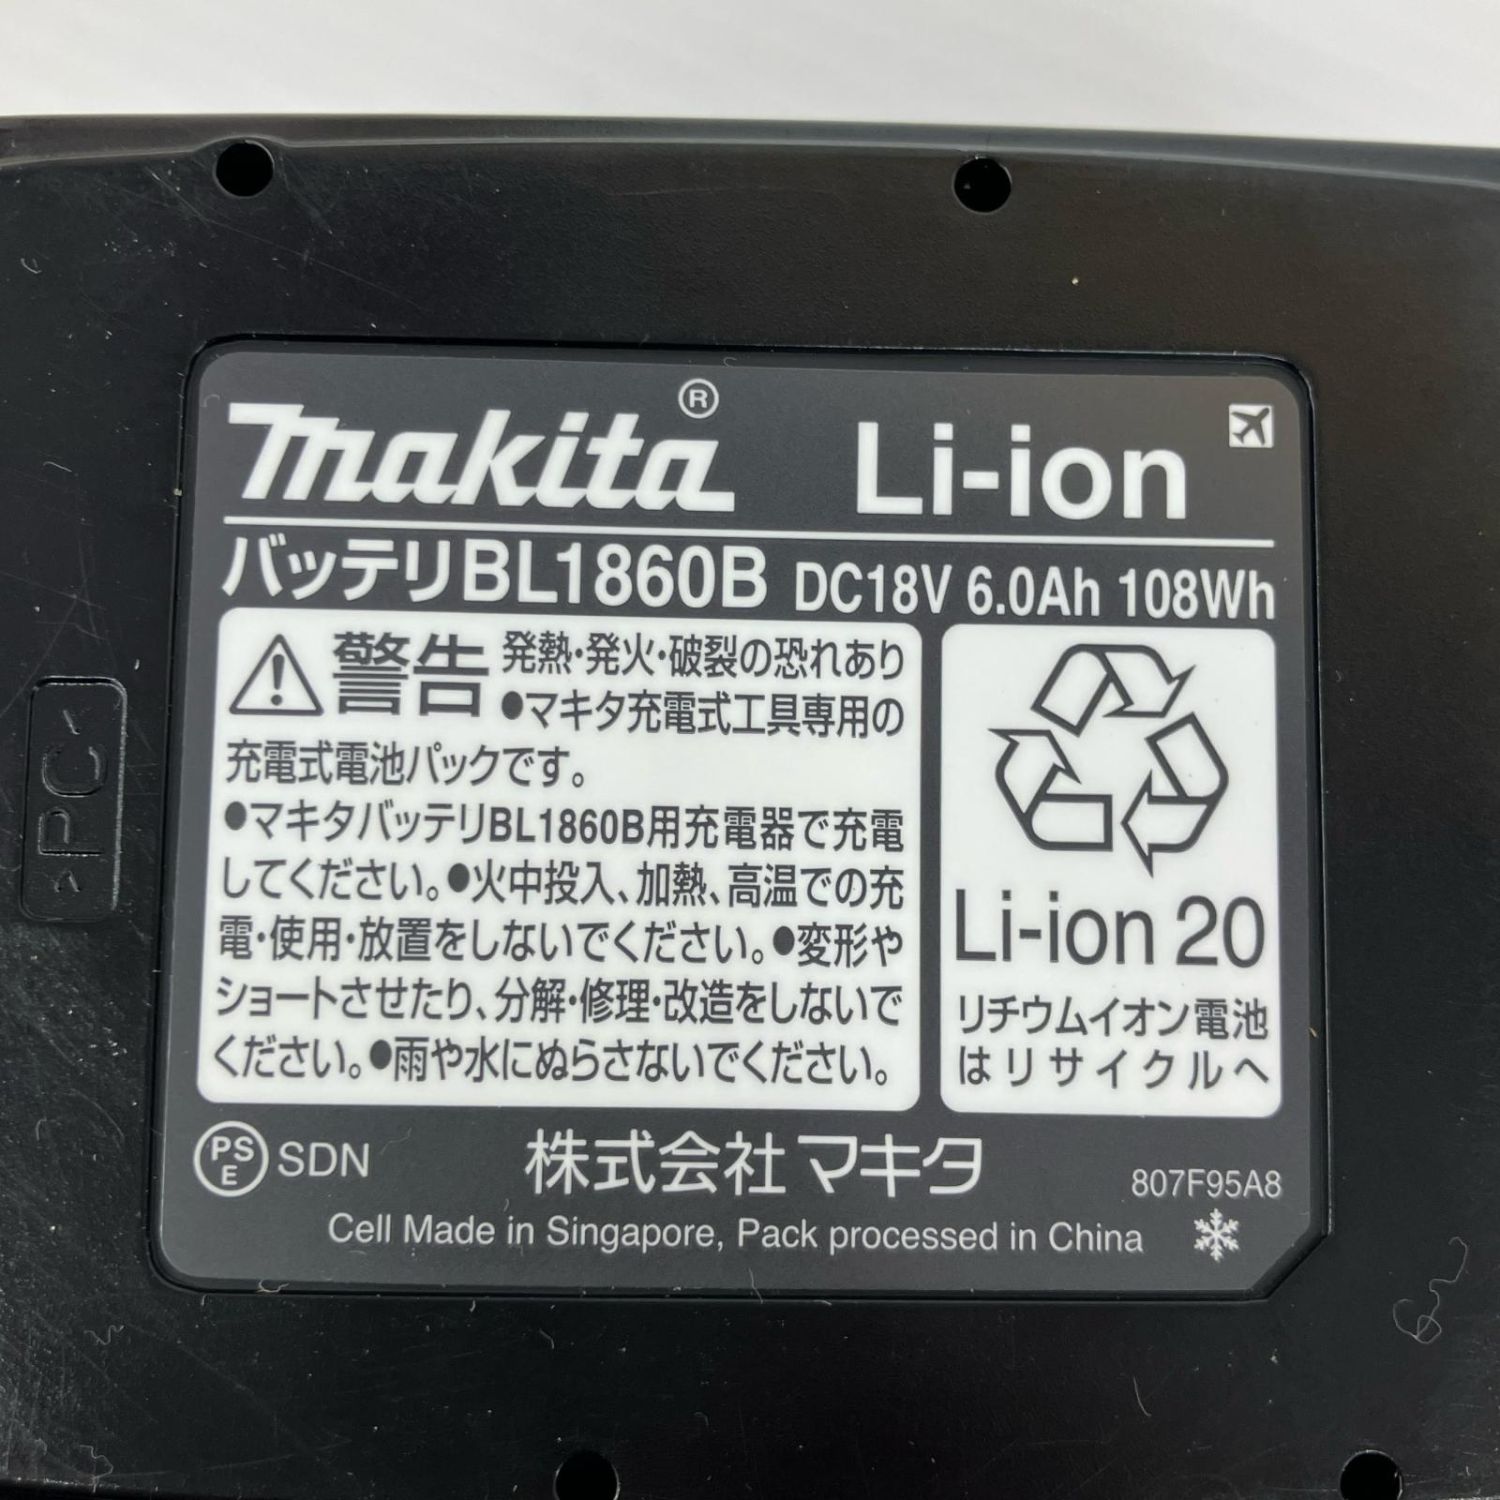 makita® Li-ion
バッテリBL1860B DC18V 6.0Ah 108Wh
警告 発熱・発火・破裂の恐れあり
●マキタ充電式工具専用の
充電式電池パックです。
●マキタバッテリBL1860B用充電器で充電
してください。●火中投入、加熱、高温での充
電・使用・放置をしないでください。●変形や
ショートさせたり、分解・修理・改造をしないで
ください。●雨や水にぬらさないでください。
Li-ion 20
リチウムイオン電池
はリサイクルへ
PSE SDN 株式会社マキタ 807F95A8
Cell Made in Singapore, Pack processed in China
>PC<